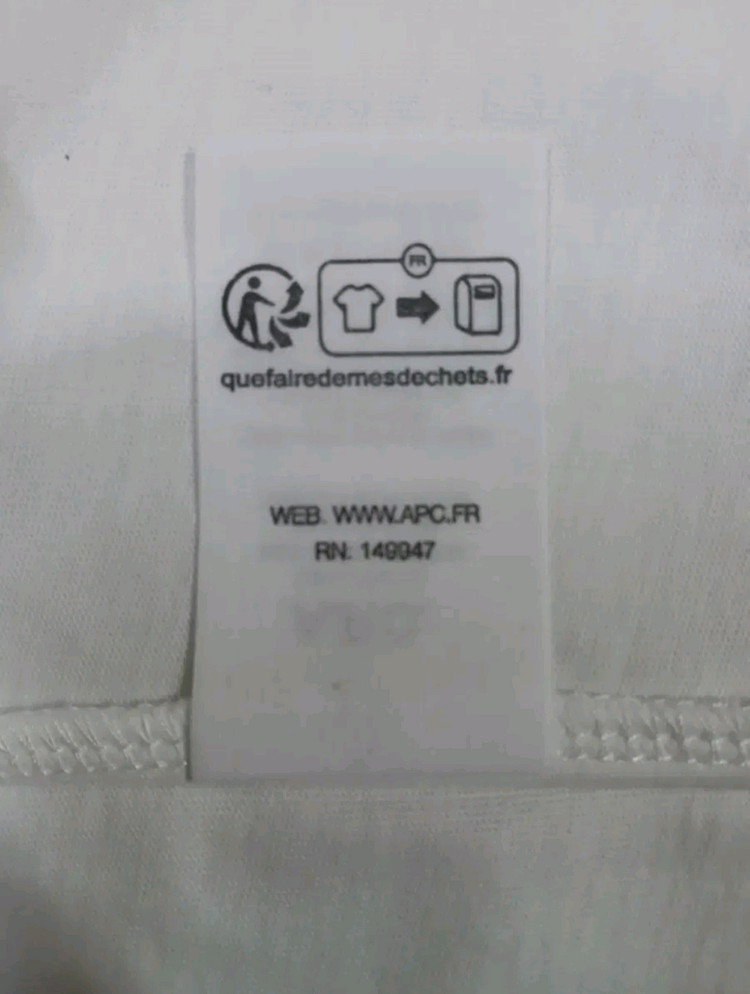 FR
quefairedemesdechets.fr
WEB. WWW.APC.FR
RN: 149947